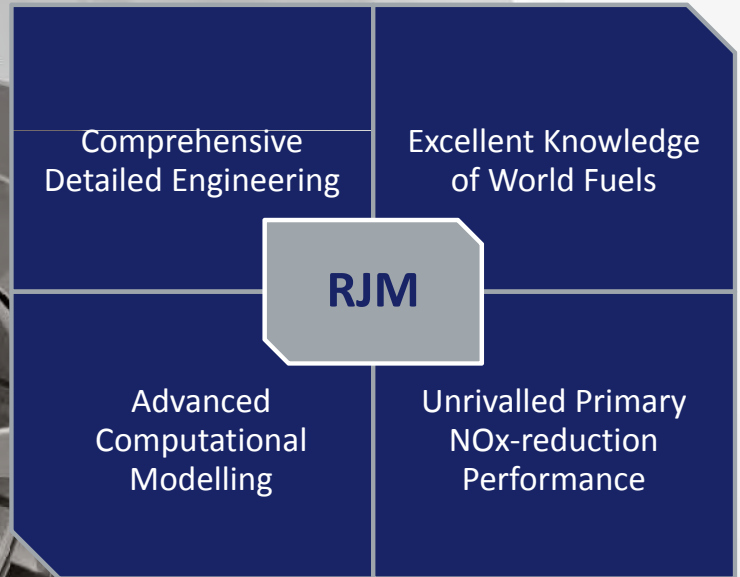 Comprehensive
Detailed Engineering
Excellent Knowledge
of World Fuels
RJM
Advanced
Computational
Modelling
Unrivalled Primary
NOx-reduction
Performance